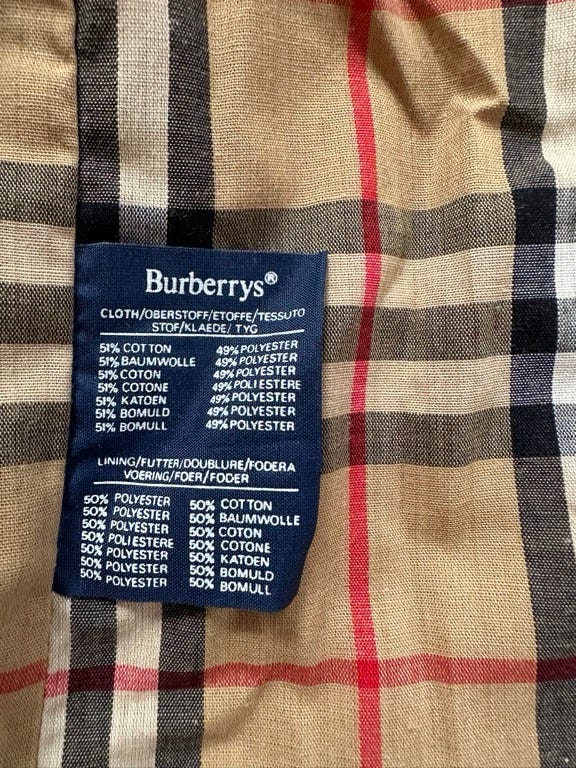 Burberrys®
CLOTH/OBERSTOFF/ETOFFE/TESSUTO
STOF/KLAEDE/TYG
51% COTTON 49% POLYESTER
51% BAUMWOLLE 49% POLYESTER
51% COTON 49% POLYESTER
51% COTONE 49% POLIESTERE
51% KATOEN 49% POLYESTER
51% BOMULD 49% POLYESTER
51% BOMULL 49% POLYESTER
LINING/FUTTER/DOUBLURE/FODERA
VOERING/FOER/FODER
50% POLYESTER 50% COTTON
50% POLYESTER 50% BAUMWOLLE
50% POLYESTER 50% COTON
50% POLIESTERE 50% COTONE
50% POLYESTER 50% KATOEN
50% POLYESTER 50% BOMULD
50% POLYESTER 50% BOMULL